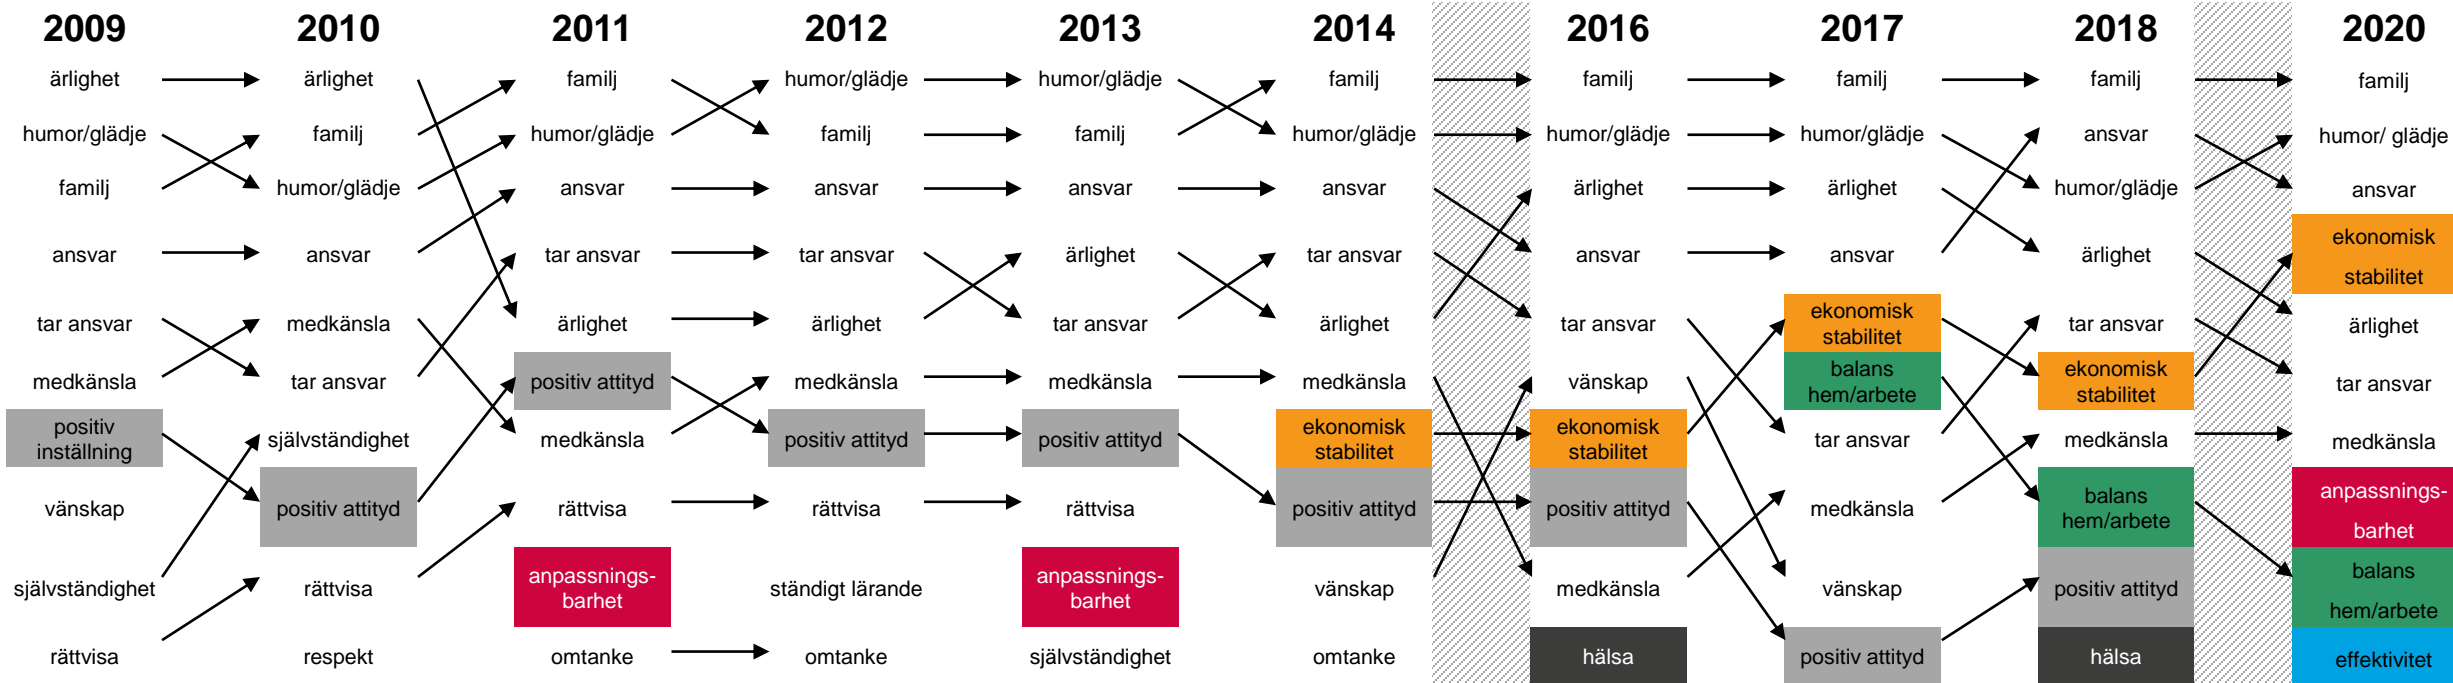 2009 2010 2011 2012 2013 2014 2016 2017 2018 2020
ärlighet ärlighet familj humor/glädje humor/glädje familj familj familj familj familj
humor/glädje familj humor/glädje familj familj humor/glädje humor/glädje humor/glädje ansvar humor/ glädje
familj humor/glädje ansvar ansvar ansvar ansvar ärlighet ärlighet humor/glädje ansvar
ansvar ansvar tar ansvar tar ansvar ärlighet tar ansvar ansvar ansvar ärlighet ekonomisk
stabilitet
tar ansvar medkänsla ärlighet ärlighet tar ansvar ärlighet tar ansvar ekonomisk
stabilitet tar ansvar ärlighet
medkänsla tar ansvar positiv attityd medkänsla medkänsla medkänsla vänskap balans
hem/arbete ekonomisk
stabilitet tar ansvar
positiv
inställning självständighet medkänsla positiv attityd positiv attityd ekonomisk
stabilitet ekonomisk
stabilitet tar ansvar medkänsla medkänsla
vänskap positiv attityd rättvisa rättvisa rättvisa positiv attityd positiv attityd medkänsla balans
hem/arbete anpassnings-
barhet
självständighet rättvisa anpassnings-
barhet ständigt lärande anpassnings-
barhet vänskap medkänsla vänskap positiv attityd balans
hem/arbete
rättvisa respekt omtanke omtanke självständighet omtanke hälsa positiv attityd hälsa effektivitet